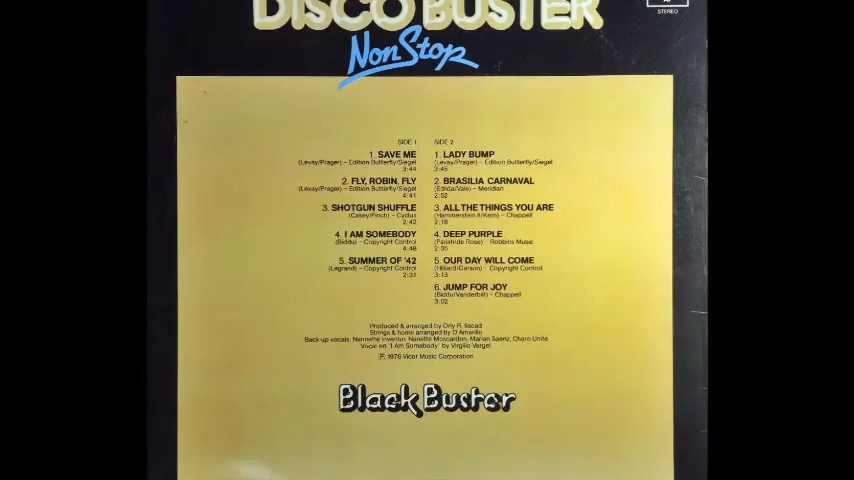 DISCO BUSTER
STEREO
Non Stop
SIDE 1
1. SAVE ME
(Levay/Prager) – Edition Butterfly/Siegel
3:44
2. FLY, ROBIN, FLY
(Levay/Prager) – Edition Butterfly/Siegel
4:41
3. SHOTGUN SHUFFLE
(Casey/Finch) – Cyclus
2:42
4. I AM SOMEBODY
(Biddu) – Copyright Control
4:48
5. SUMMER OF '42
(Legrand) – Copyright Control
2:31
SIDE 2
1. LADY BUMP
(Levay/Prager) – Edition Butterfly/Siegel
3:45
2. BRASILIA CARNAVAL
– Meridian
2:52
3. ALL THE THINGS YOU ARE
(Hammerstein II/Kern) – Chappell
2:18
4. DEEP PURPLE
(Parish/de Rose) – Robbins Music
2:35
5. OUR DAY WILL COME
(Hilliard/Garson) – Copyright Control
3:13
6. JUMP FOR JOY
(Biddu/Vanderbilt) – Chappell
3:02
Produced & arranged by Orly R. Ilacad
Strings & horns arranged by D'Amarillo
Back-up vocals: Nannette Inventor, Nanette Moscardon, Marian Saenz, Charo Unite
Vocal on "I Am Somebody" by Virgilio Vergel
Ⓟ 1976 Vicor Music Corporation
Black Buster